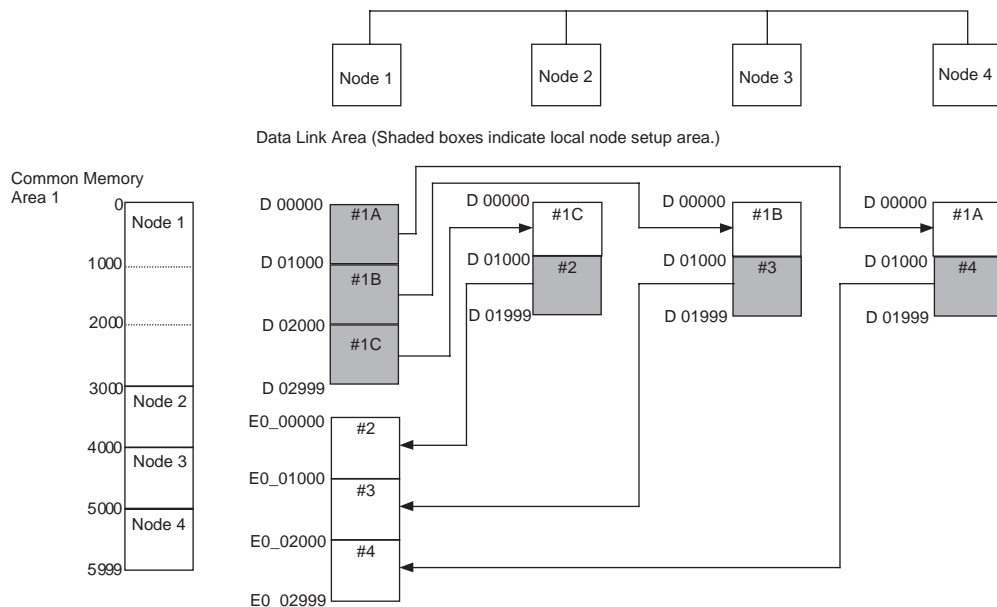 Node 1
Node 2
Node 3
Node 4
Data Link Area (Shaded boxes indicate local node setup area.)
Common Memory
Area 1
0
Node 1
1000
2000
3000
Node 2
4000
Node 3
5000
Node 4
5999
D 00000
#1A
D 01000
#1B
D 02000
#1C
D 02999
E0_00000
#2
E0_01000
#3
E0_02000
#4
E0_02999
D 00000
#1C
D 01000
#2
D 01999
D 00000
#1B
D 01000
#3
D 01999
D 00000
#1A
D 01000
#4
D 01999